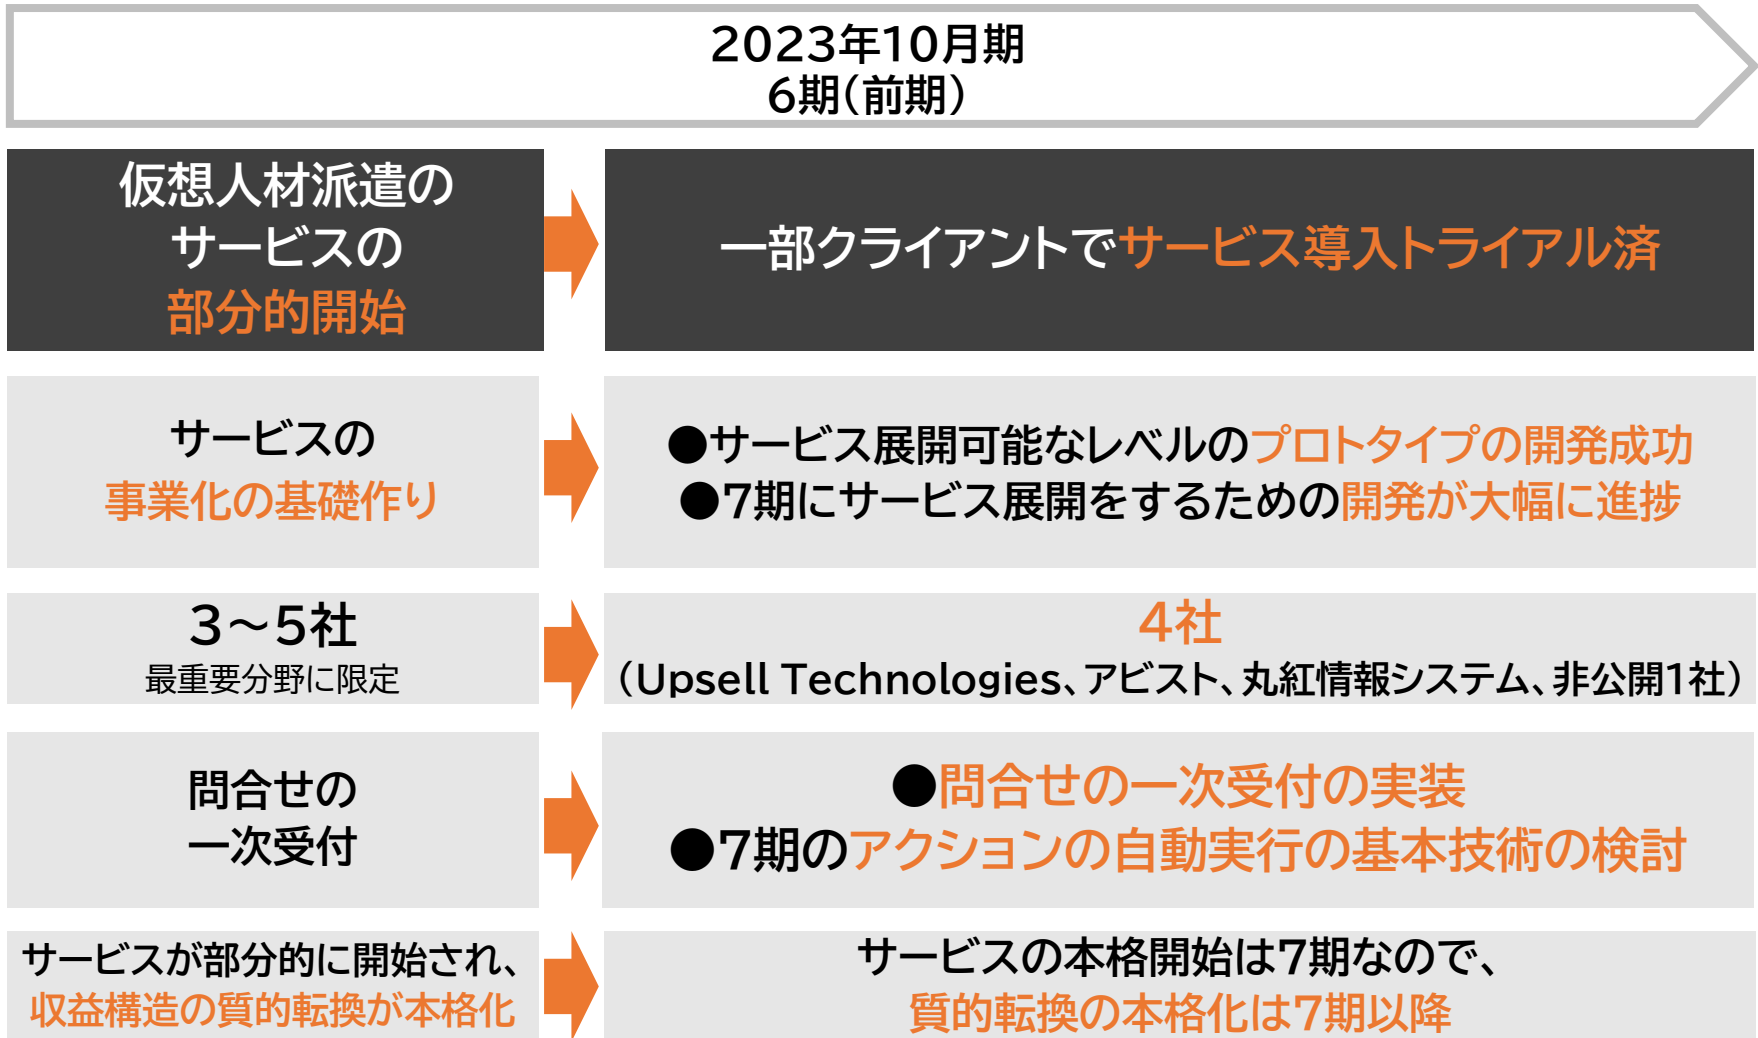 2023年10月期
6期(前期)
仮想人材派遣の
サービスの
部分的開始
一部クライアントでサービス導入トライアル済
サービスの
事業化の基礎作り
●サービス展開可能なレベルのプロトタイプの開発成功
●7期にサービス展開をするための開発が大幅に進捗
3～5社
最重要分野に限定
4社
(Upsell Technologies、アビスト、丸紅情報システム、非公開1社)
問合せの
一次受付
●問合せの一次受付の実装
●7期のアクションの自動実行の基本技術の検討
サービスが部分的に開始され、
収益構造の質的転換が本格化
サービスの本格開始は7期なので、
質的転換の本格化は7期以降